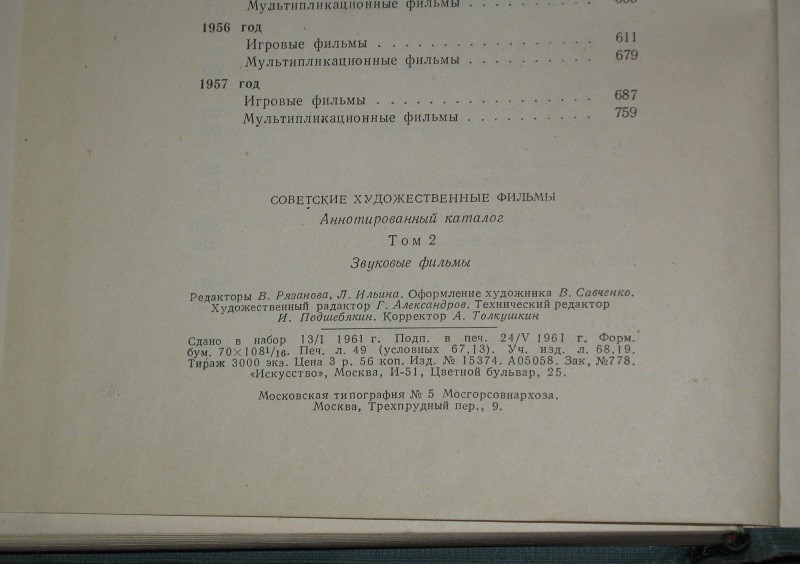 Мультипликационные фильмы . . . . . . . . . .
1956 год
Игровые фильмы . . . . . . . . . . . . . . . . . 611
Мультипликационные фильмы . . . . . . . . . . 679
1957 год
Игровые фильмы . . . . . . . . . . . . . . . . . 687
Мультипликационные фильмы . . . . . . . . . . 759
СОВЕТСКИЕ ХУДОЖЕСТВЕННЫЕ ФИЛЬМЫ
Аннотированный каталог
Том 2
Звуковые фильмы
Редакторы В. Рязанова, Л. Ильина. Оформление художника В. Савченко.
Художественный радактор Г. Александров. Технический редактор
И. Подшебякин. Корректор А. Толкушкин
Сдано в набор 13/I 1961 г. Подп. в печ. 24/V 1961 г. Форм.
бум. 70×108¹/₁₆. Печ. л. 49 (условных 67,13). Уч. изд. л. 68,19.
Тираж 3000 экз. Цена 3 р. 56 коп. Изд. № 15374. А05058. Зак, №778.
«Искусство», Москва, И-51, Цветной бульвар, 25.
Московская типография № 5 Мосгорсовнархоза,
Москва, Трехпрудный пер., 9.